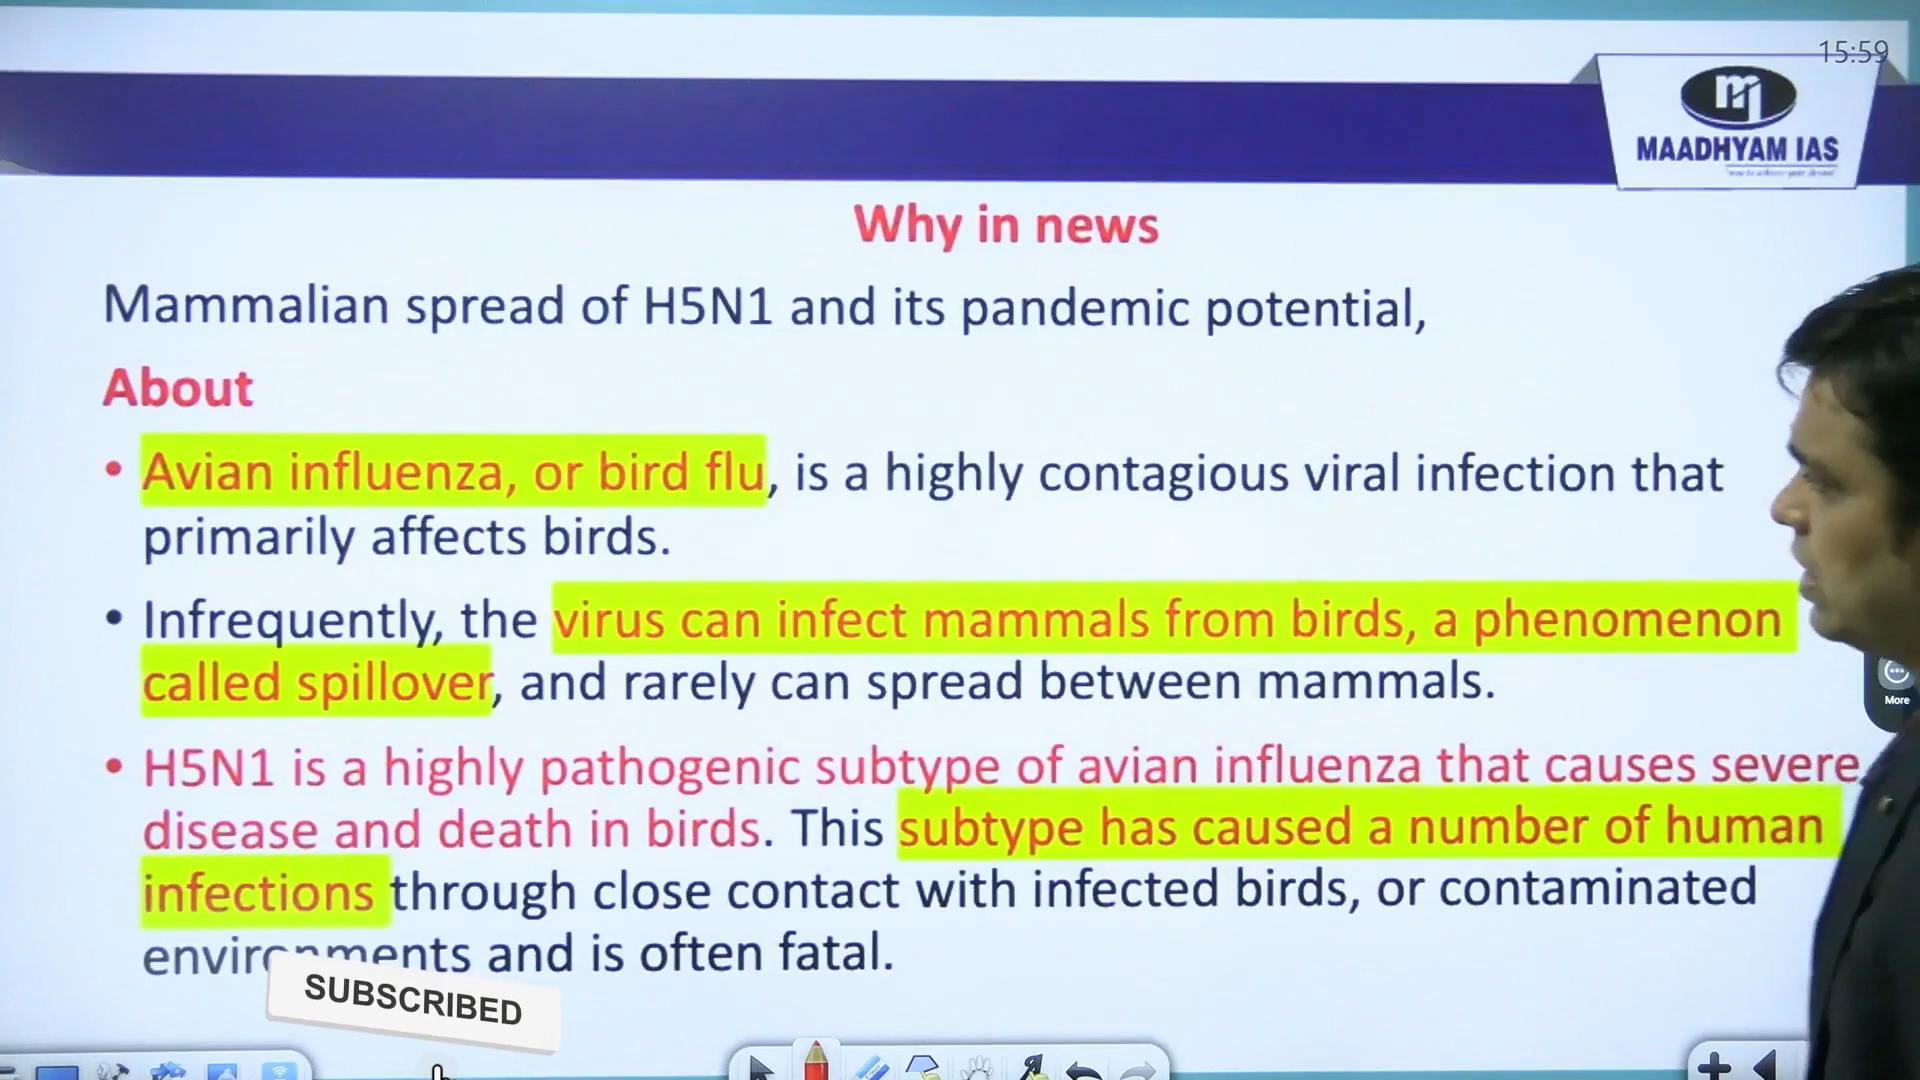 15:59
MAADHYAM IAS
Why in news
Mammalian spread of H5N1 and its pandemic potential,
About
• Avian influenza, or bird flu, is a highly contagious viral infection that
primarily affects birds.
• Infrequently, the virus can infect mammals from birds, a phenomenon
called spillover, and rarely can spread between mammals.
More
• H5N1 is a highly pathogenic subtype of avian influenza that causes severe
disease and death in birds. This subtype has caused a number of human
infections through close contact with infected birds, or contaminated
environments and is often fatal.
SUBSCRIBED